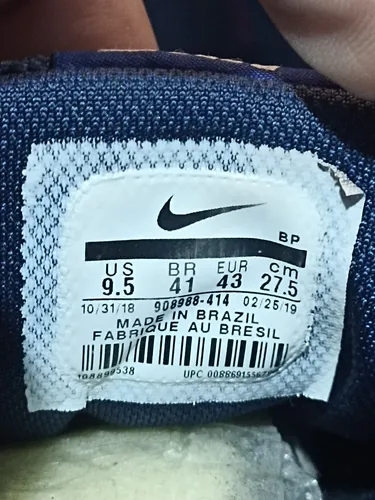 BP
US BR EUR cm
9.5 41 43 27.5
10/31/18 908988-414 02/25/19
MADE IN BRAZIL
FABRIQUE AU BRESIL
UPC